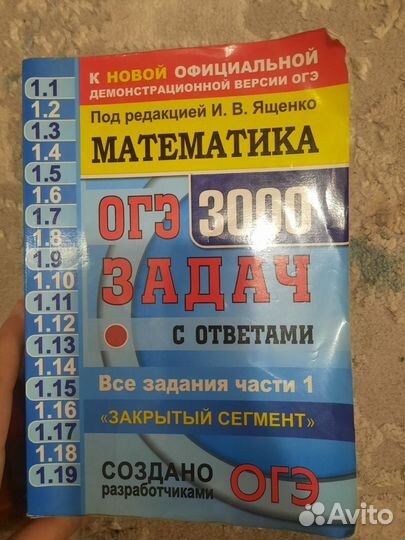 К НОВОЙ ОФИЦИАЛЬНОЙ
ДЕМОНСТРАЦИОННОЙ ВЕРСИИ ОГЭ
Под редакцией И. В. Ященко
МАТЕМАТИКА
ОГЭ 3000
ЗАДАЧ
С ОТВЕТАМИ
Все задания части 1
«ЗАКРЫТЫЙ СЕГМЕНТ»
СОЗДАНО
разработчиками
ОГЭ
1.1
1.2
1.3
1.4
1.5
1.6
1.7
1.8
1.9
1.10
1.11
1.12
1.13
1.14
1.15
1.16
1.17
1.18
1.19
Avito